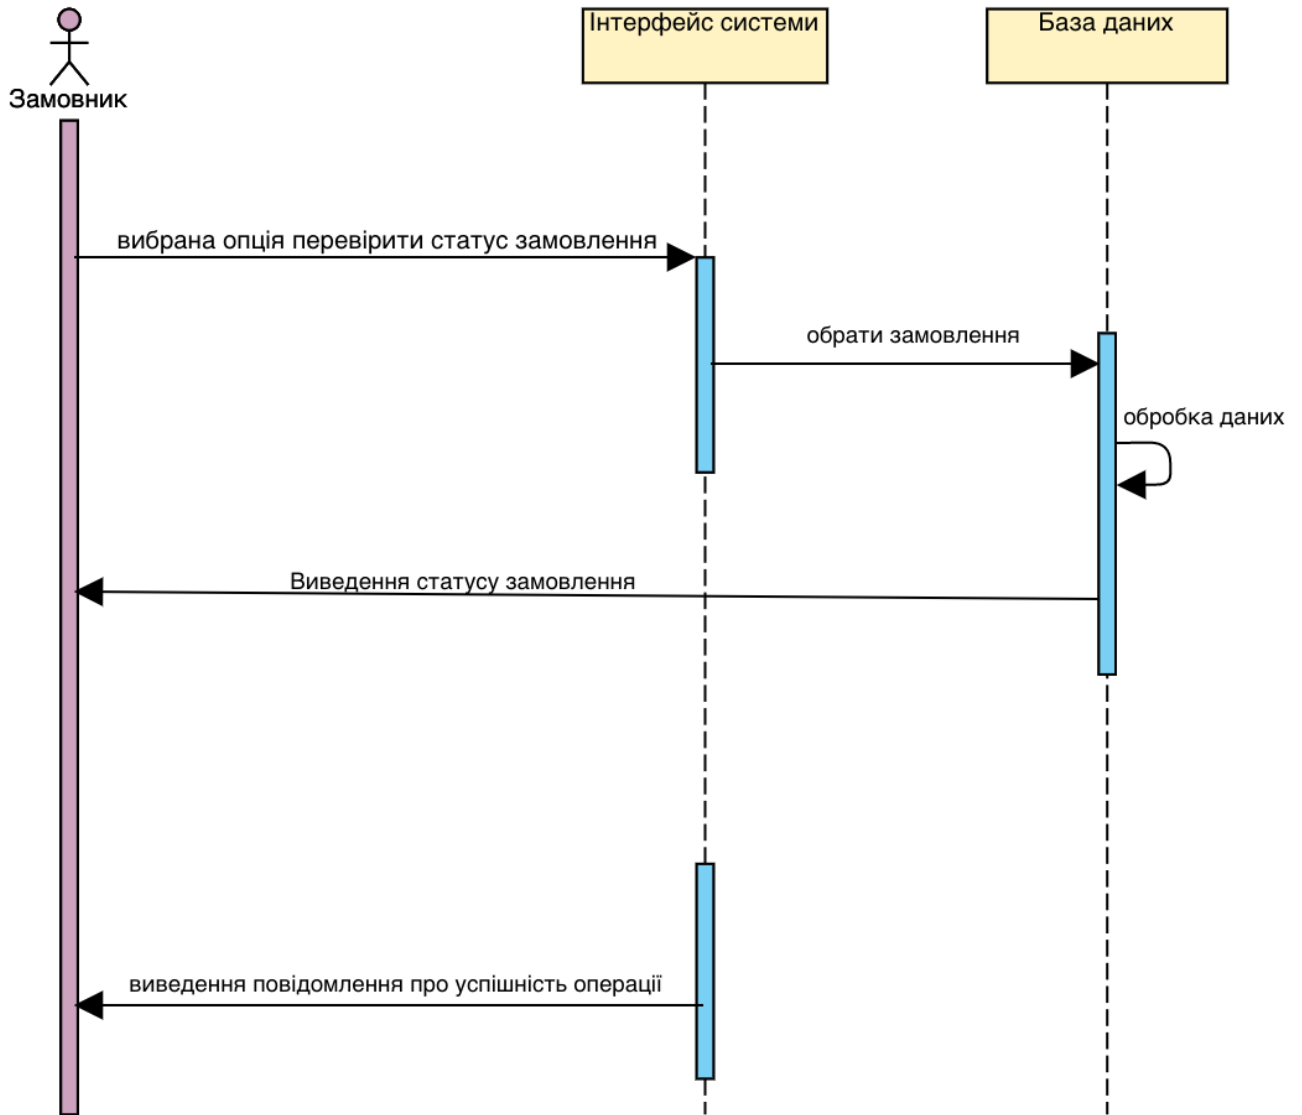 Інтерфейс системи
База даних
Замовник
вибрана опція перевірити статус замовлення
обрати замовлення
обробка даних
Виведення статусу замовлення
виведення повідомлення про успішність операції